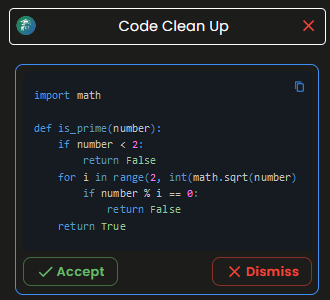 Code Clean Up
import math
def is_prime(number):
    if number < 2:
        return False
    for i in range(2, int(math.sqrt(number)
        if number % i == 0:
            return False
    return True
Accept
Dismiss